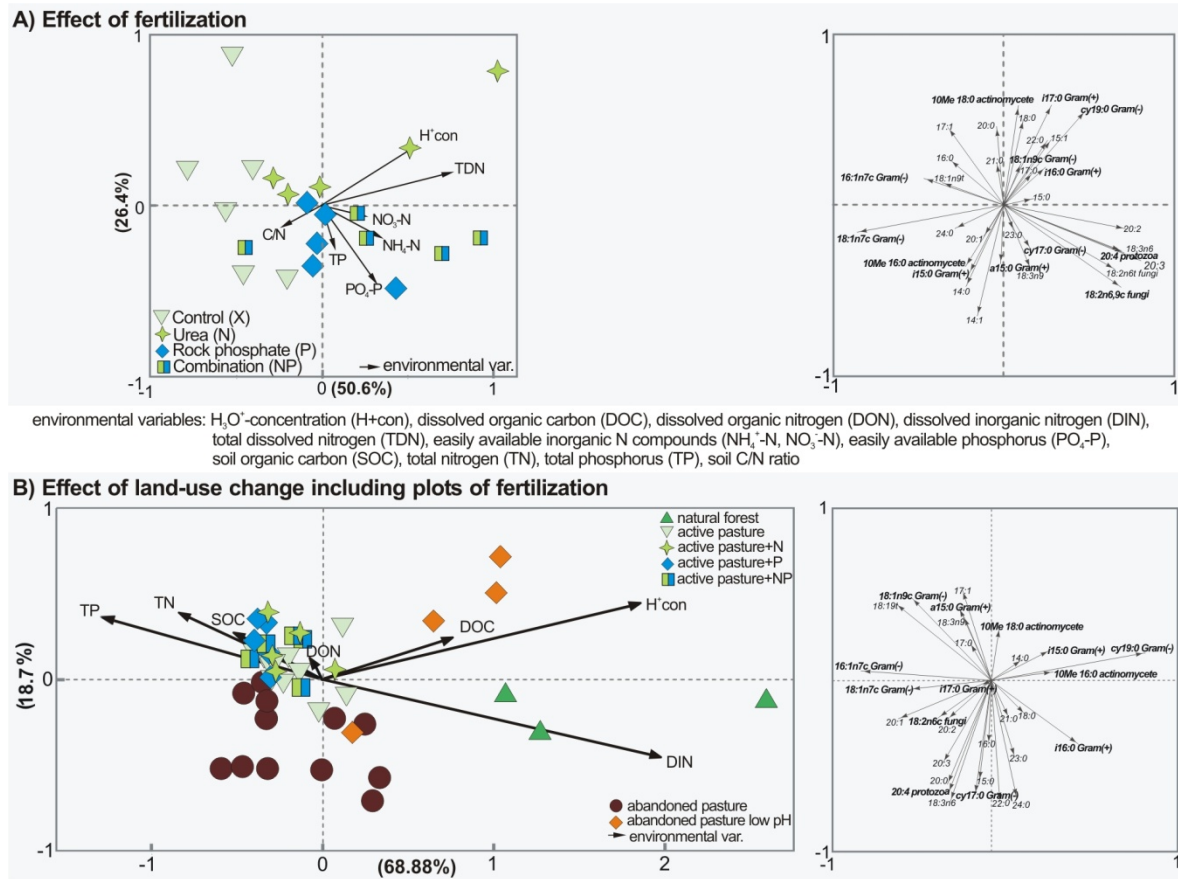 A) Effect of fertilization
1
H⁺con
TDN
NO₃-N
NH₄-N
C/N
TP
PO₄-P
0
(26.4%)
Control (X)
Urea (N)
Rock phosphate (P)
Combination (NP)
environmental var.
-1
-1
0
(50.6%)
1
1
10Me 18:0 actinomycete
i17:0 Gram(+)
cy19:0 Gram(-)
18:0
20:0
17:1
22:0
15:1
16:0
21:0
18:1n9c Gram(-)
17:0
i16:0 Gram(+)
16:1n7c Gram(-)
18:1n9t
15:0
0
18:1n7c Gram(-)
24:0
20:1
23:0
20:2
cy17:0 Gram(-)
18:3n6
20:4 protozoa
20:3
10Me 16:0 actinomycete
a15:0 Gram(+)
i15:0 Gram(+)
18:3n9
18:2n6t fungi
14:0
18:2n6,9c fungi
14:1
-1
-1
0
1
environmental variables: H₃O⁺-concentration (H+con), dissolved organic carbon (DOC), dissolved organic nitrogen (DON), dissolved inorganic nitrogen (DIN),
total dissolved nitrogen (TDN), easily available inorganic N compounds (NH₄⁺-N, NO₃⁻-N), easily available phosphorus (PO₄-P),
soil organic carbon (SOC), total nitrogen (TN), total phosphorus (TP), soil C/N ratio
B) Effect of land-use change including plots of fertilization
1
natural forest
active pasture
active pasture+N
active pasture+P
active pasture+NP
TP
TN
SOC
DON
DOC
H⁺con
DIN
0
(18.7 %)
abandoned pasture
abandoned pasture low pH
environmental var.
-1
-1
0
(68.88%)
1
2
1
18:1n9c Gram(-)
17:1
18:19t
a15:0 Gram(+)
18:3n9
10Me 18:0 actinomycete
17:0
14:0
i15:0 Gram(+)
cy19:0 Gram(-)
16:1n7c Gram(-)
10Me 16:0 actinomycete
0
18:1n7c Gram(-)
i17:0 Gram(+)
20:1
18:2n6c fungi
20:2
21:0
18:0
16:0
i16:0 Gram(+)
20:3
23:0
20:0
15:0
20:4 protozoa
cy17:0 Gram(-)
18:3n6
22:0
24:0
-1
-1
0
1